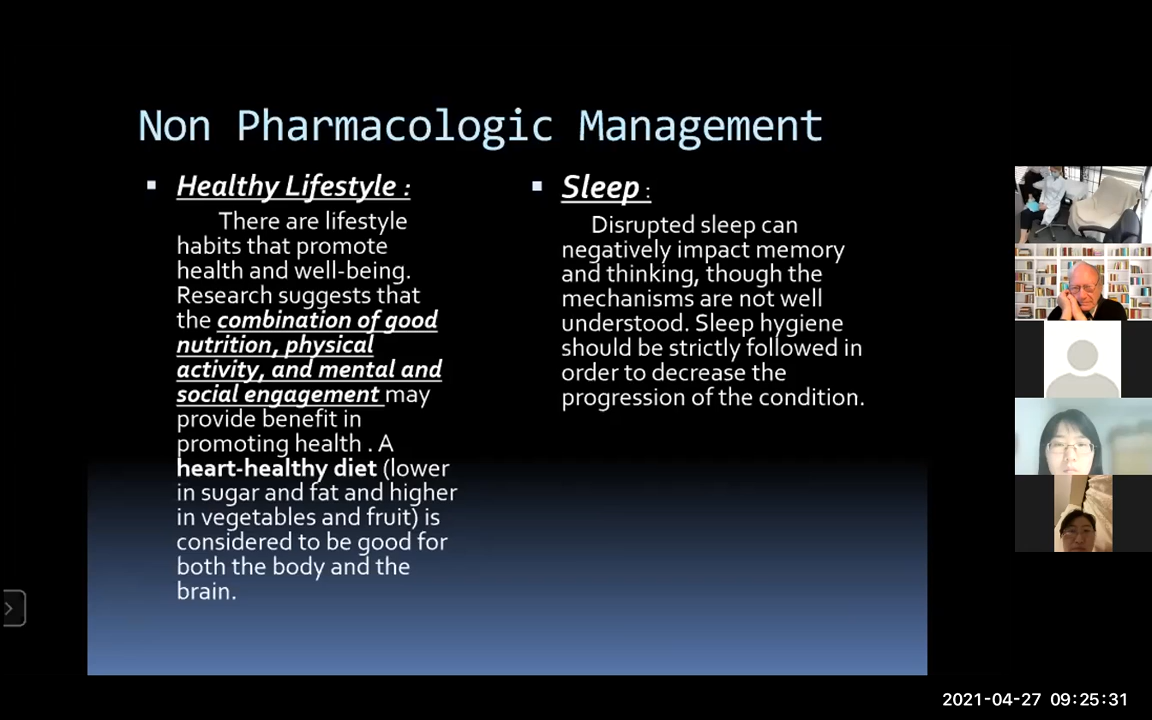 Non Pharmacologic Management
▪ Healthy Lifestyle :
There are lifestyle
habits that promote
health and well-being.
Research suggests that
the combination of good
nutrition, physical
activity, and mental and
social engagement may
provide benefit in
promoting health . A
heart-healthy diet (lower
in sugar and fat and higher
in vegetables and fruit) is
considered to be good for
both the body and the
brain.
▪ Sleep :
Disrupted sleep can
negatively impact memory
and thinking, though the
mechanisms are not well
understood. Sleep hygiene
should be strictly followed in
order to decrease the
progression of the condition.
2021-04-27 09:25:31